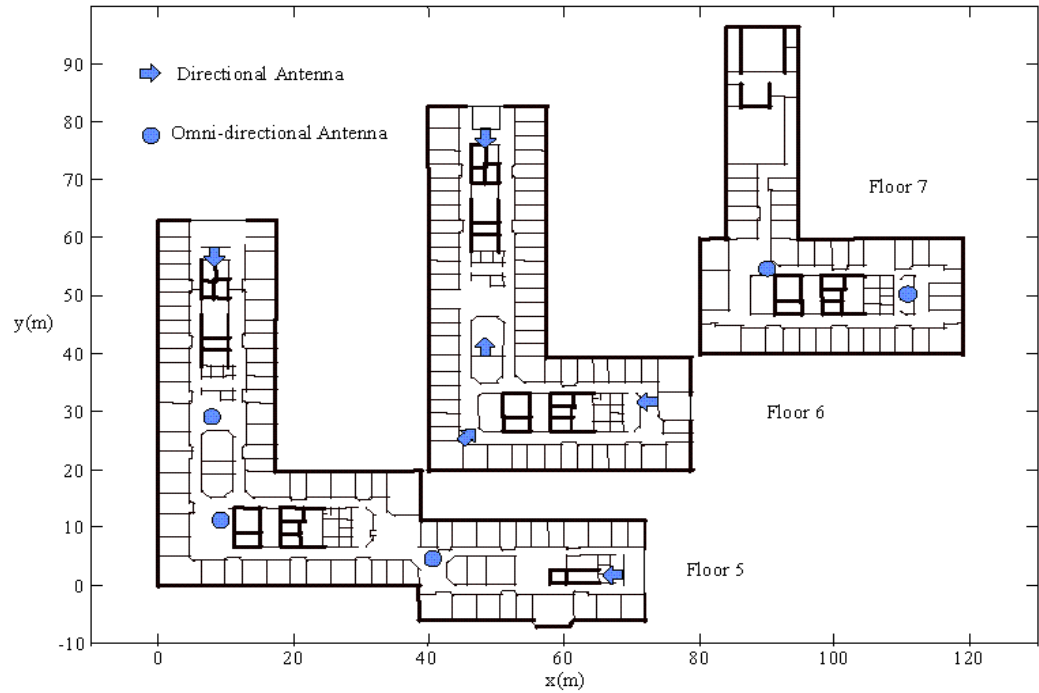 90
80
70
60
50
y(m)
40
30
20
10
0
-10
Directional Antenna
Omni-directional Antenna
Floor 7
Floor 6
Floor 5
0
20
40
60
80
100
120
x(m)